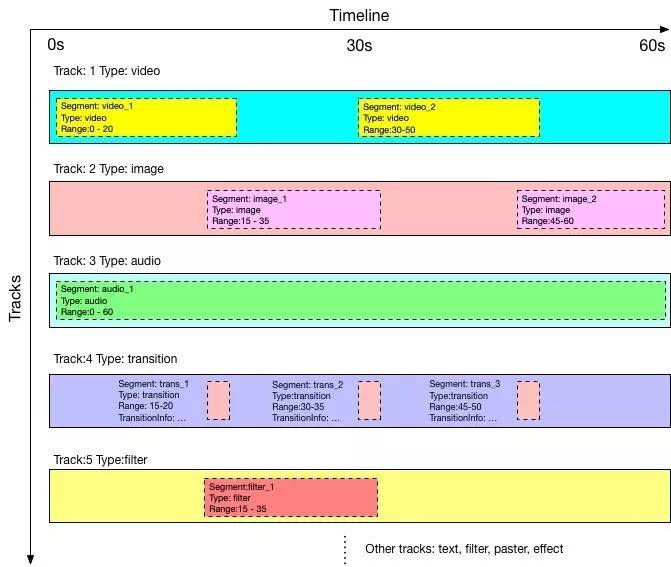 Timeline
0s 30s 60s
Track: 1 Type: video
Segment: video_1
Type: video
Range:0 - 20
Segment: video_2
Type: video
Range:30-50
Track: 2 Type: image
Segment: image_1
Type: image
Range:15 - 35
Segment: image_2
Type: image
Range:45-60
Track: 3 Type: audio
Segment: audio_1
Type: audio
Range:0 - 60
Tracks
Track:4 Type: transition
Segment: trans_1
Type: transition
Range: 15-20
TransitionInfo: ...
Segment: trans_2
Type:transition
Range:30-35
TransitionInfo: ...
Segment: trans_3
Type:transition
Range:45-50
TransitionInfo: ...
Track:5 Type:filter
Segment:filter_1
Type: filter
Range:15 - 35
Other tracks: text, filter, paster, effect